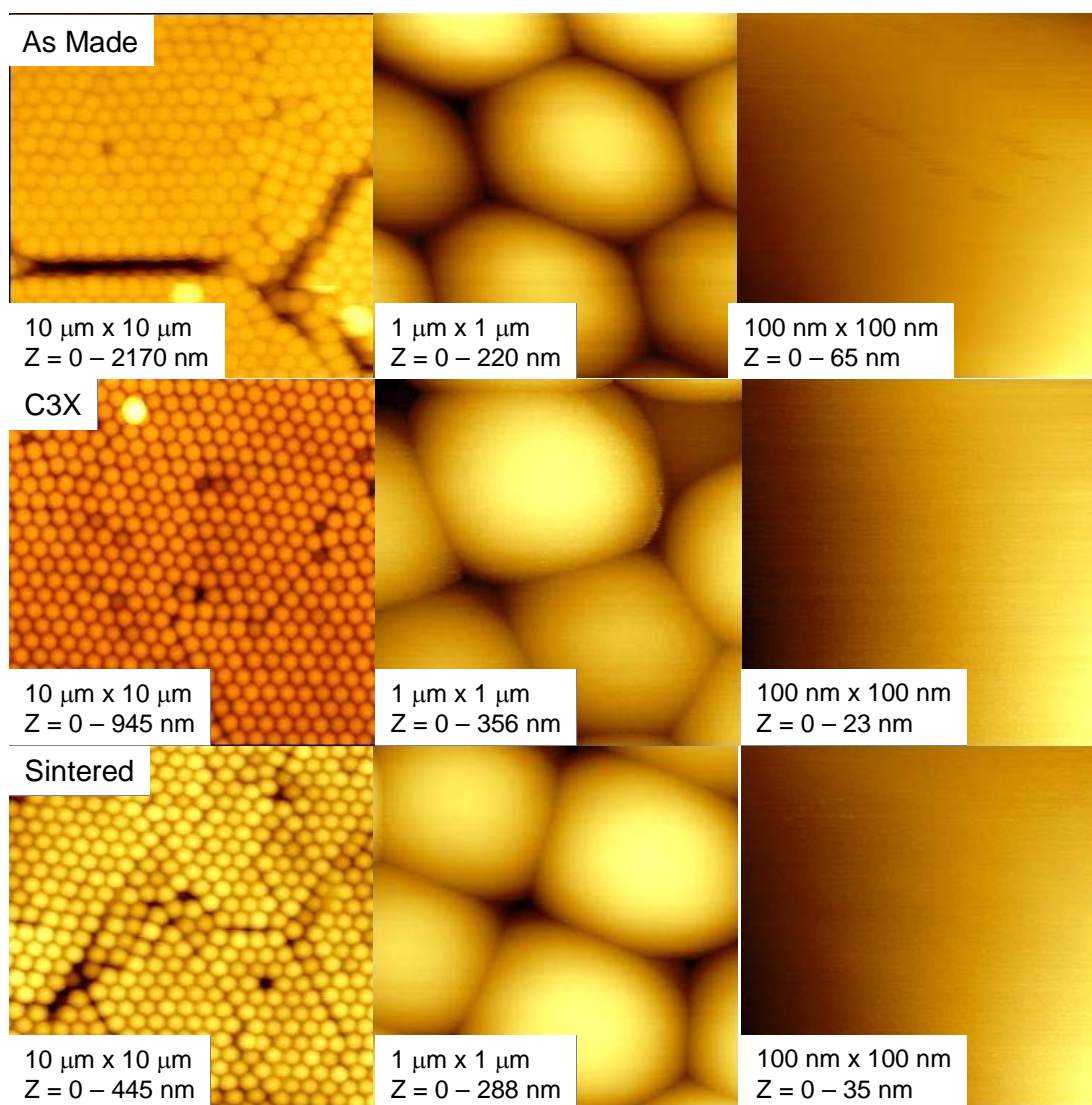 As Made
10 μm x 10 μm
Z = 0 – 2170 nm
1 μm x 1 μm
Z = 0 – 220 nm
100 nm x 100 nm
Z = 0 – 65 nm
C3X
10 μm x 10 μm
Z = 0 – 945 nm
1 μm x 1 μm
Z = 0 – 356 nm
100 nm x 100 nm
Z = 0 – 23 nm
Sintered
10 μm x 10 μm
Z = 0 – 445 nm
1 μm x 1 μm
Z = 0 – 288 nm
100 nm x 100 nm
Z = 0 – 35 nm